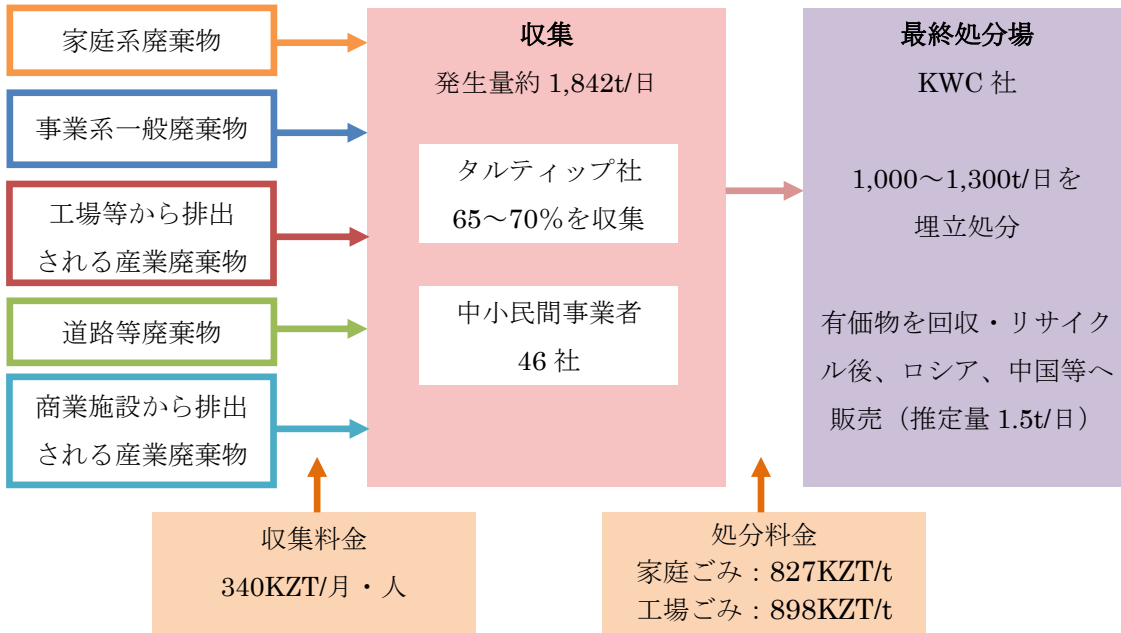 家庭系廃棄物
事業系一般廃棄物
工場等から排出
される産業廃棄物
道路等廃棄物
商業施設から排出
される産業廃棄物
収集
発生量約 1,842t/日
タルティップ社
65～70%を収集
中小民間事業者
46 社
最終処分場
KWC 社
1,000～1,300t/日を
埋立処分
有価物を回収・リサイク
ル後、ロシア、中国等へ
販売（推定量 1.5t/日）
収集料金
340KZT/月・人
処分料金
家庭ごみ：827KZT/t
工場ごみ：898KZT/t